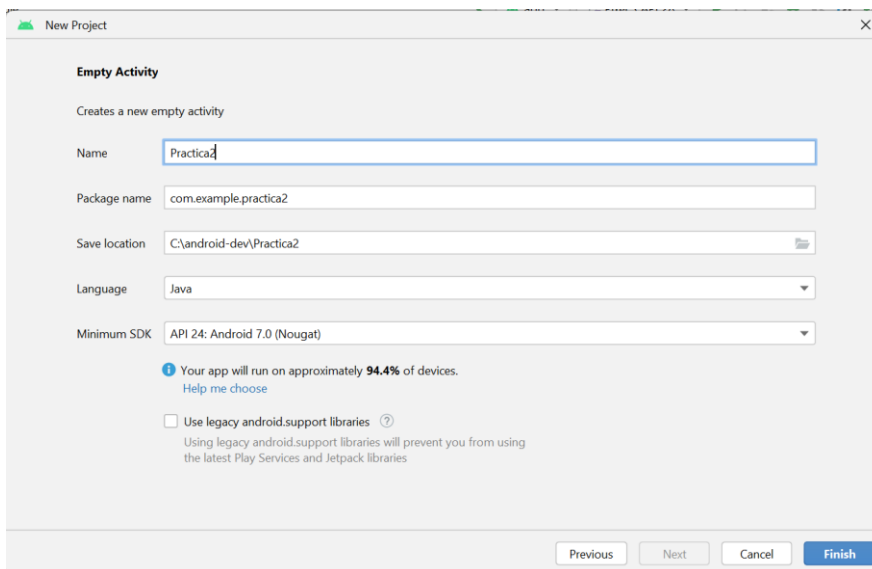 New Project
Empty Activity
Creates a new empty activity
Name Practica2
Package name com.example.practica2
Save location C:\android-dev\Practica2
Language Java
Minimum SDK API 24: Android 7.0 (Nougat)
Your app will run on approximately 94.4% of devices.
Help me choose
Use legacy android.support libraries ?
Using legacy android.support libraries will prevent you from using
the latest Play Services and Jetpack libraries
Previous Next Cancel Finish